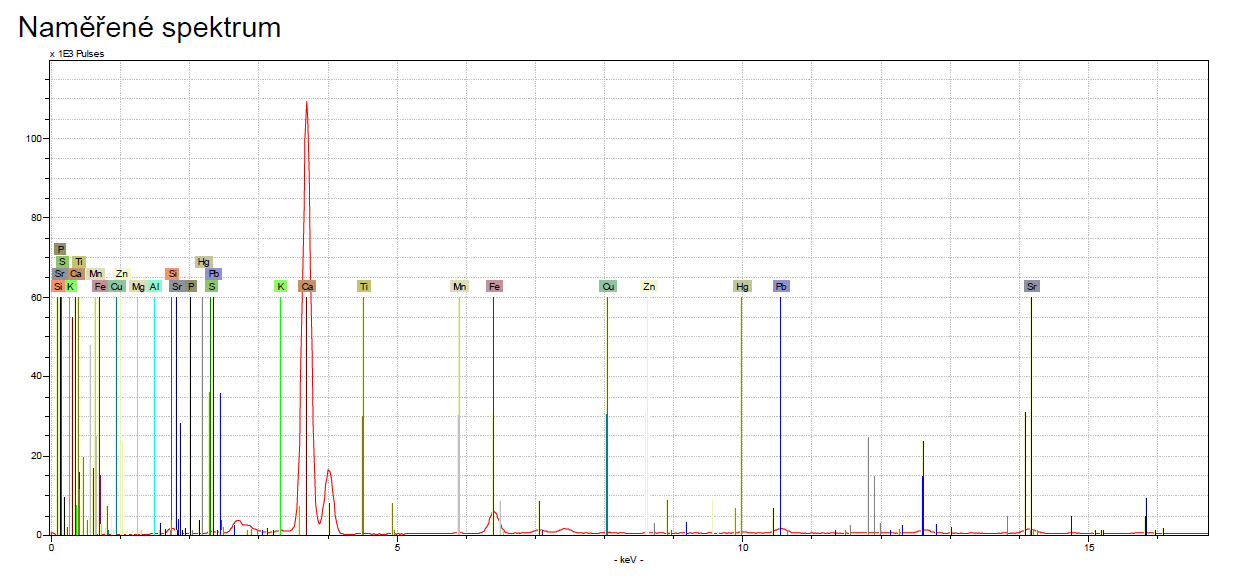 Naměřené spektrum
x 1E3 Pulses
100
80
P
S Ti
Hg
Sr Ca Mn Zn Si Pb
Si K Fe Cu Mg Al Sr P S K Ca Ti Mn Fe Cu Zn Hg Pb Sr
60
40
20
0
0 5 10 15
- keV -